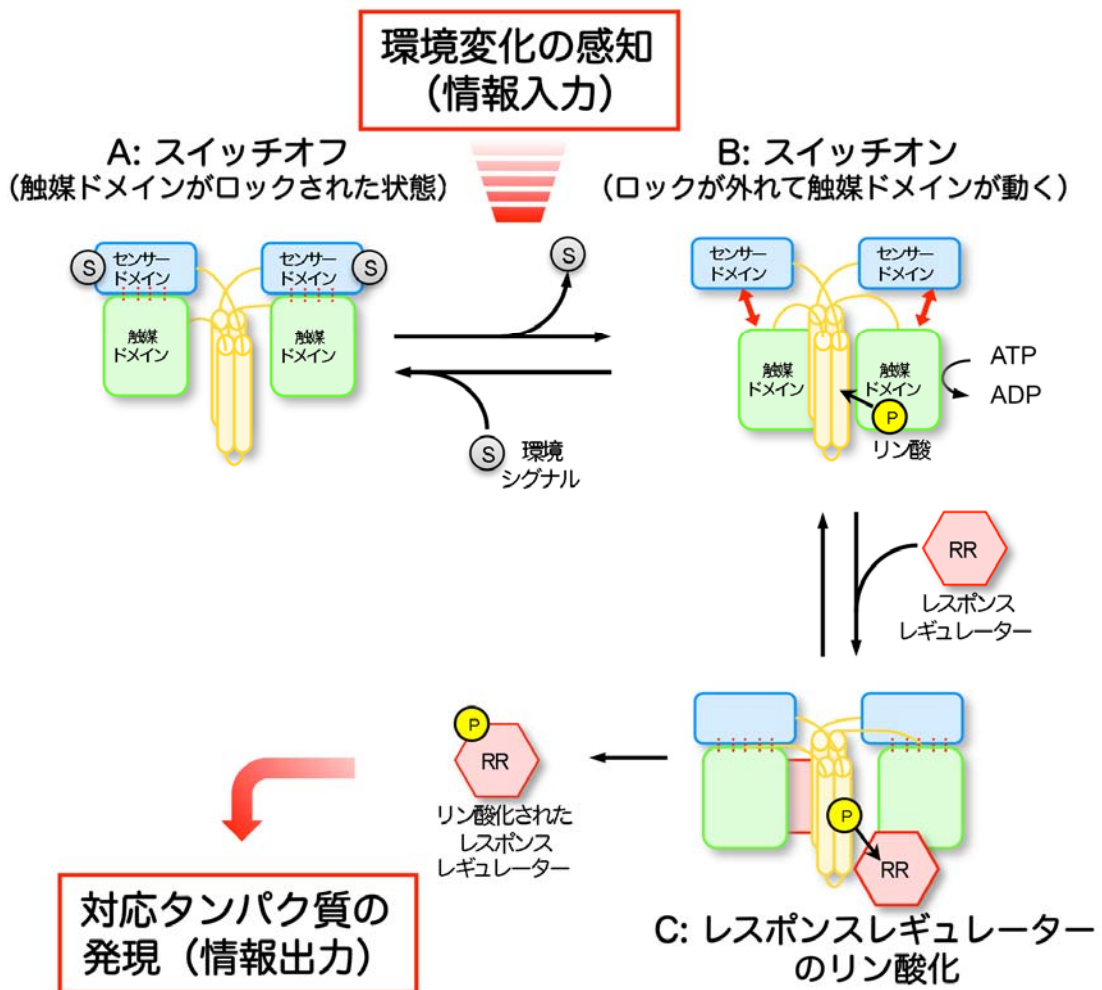 環境変化の感知
（情報入力）
A: スイッチオフ
（触媒ドメインがロックされた状態）
B: スイッチオン
（ロックが外れて触媒ドメインが動く）
S
センサー
ドメイン
センサー
ドメイン
S
触媒
ドメイン
触媒
ドメイン
S
S
環境
シグナル
センサー
ドメイン
センサー
ドメイン
触媒
ドメイン
触媒
ドメイン
P
リン酸
ATP
ADP
RR
レスポンス
レギュレーター
P
RR
C: レスポンスレギュレーター
のリン酸化
P
RR
リン酸化された
レスポンス
レギュレーター
対応タンパク質の
発現（情報出力）